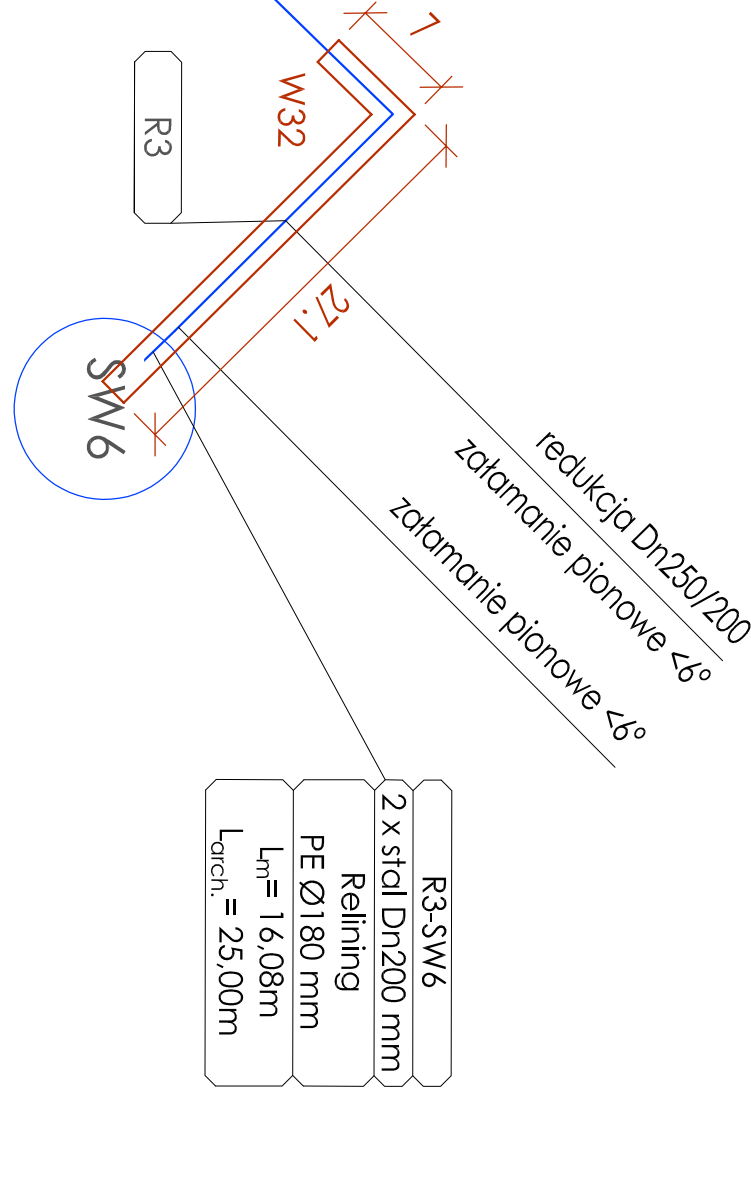 7
W32
R3
27.1
SW6
redukcja Dn250/200
załamanie pionowe <6°
załamanie pionowe <6°
R3-SW6
2 x stal Dn200 mm
Relining
PE Ø180 mm
Lm= 16,08m
Larch. = 25,00m